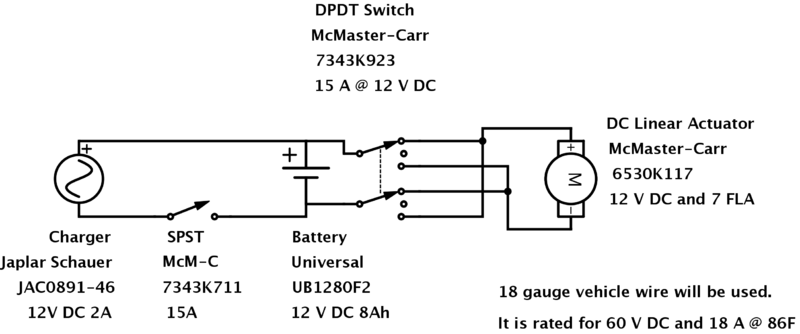 DPDT Switch
McMaster-Carr
7343K923
15 A @ 12 V DC
DC Linear Actuator
McMaster-Carr
6530K117
12 V DC and 7 FLA
+
+
+
M
−
Charger
Japlar Schauer
JAC0891-46
12V DC 2A
SPST
McM-C
7343K711
15A
Battery
Universal
UB1280F2
12 V DC 8Ah
18 gauge vehicle wire will be used.
It is rated for 60 V DC and 18 A @ 86F